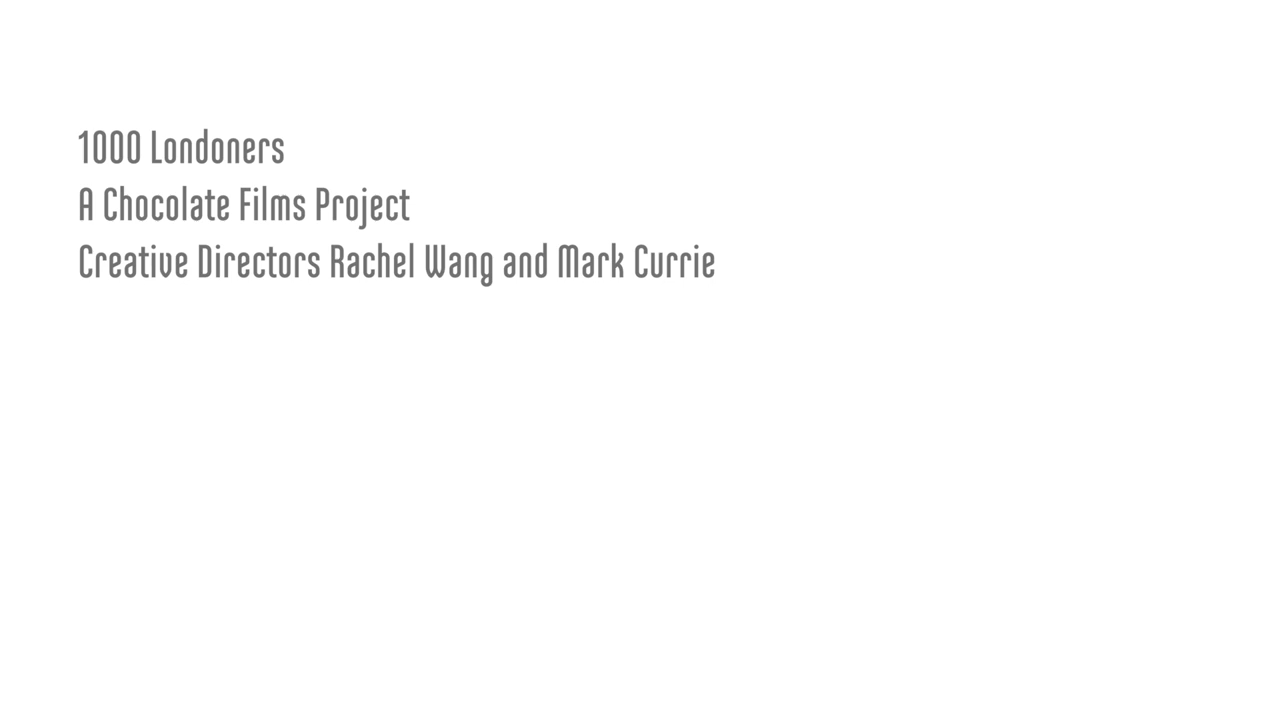 1000 Londoners
A Chocolate Films Project
Creative Directors Rachel Wang and Mark Currie